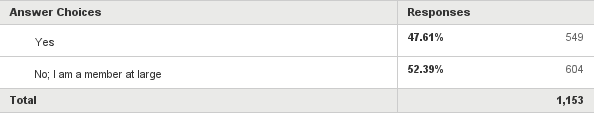 Answer Choices Responses
Yes 47.61% 549
No; I am a member at large 52.39% 604
Total 1,153